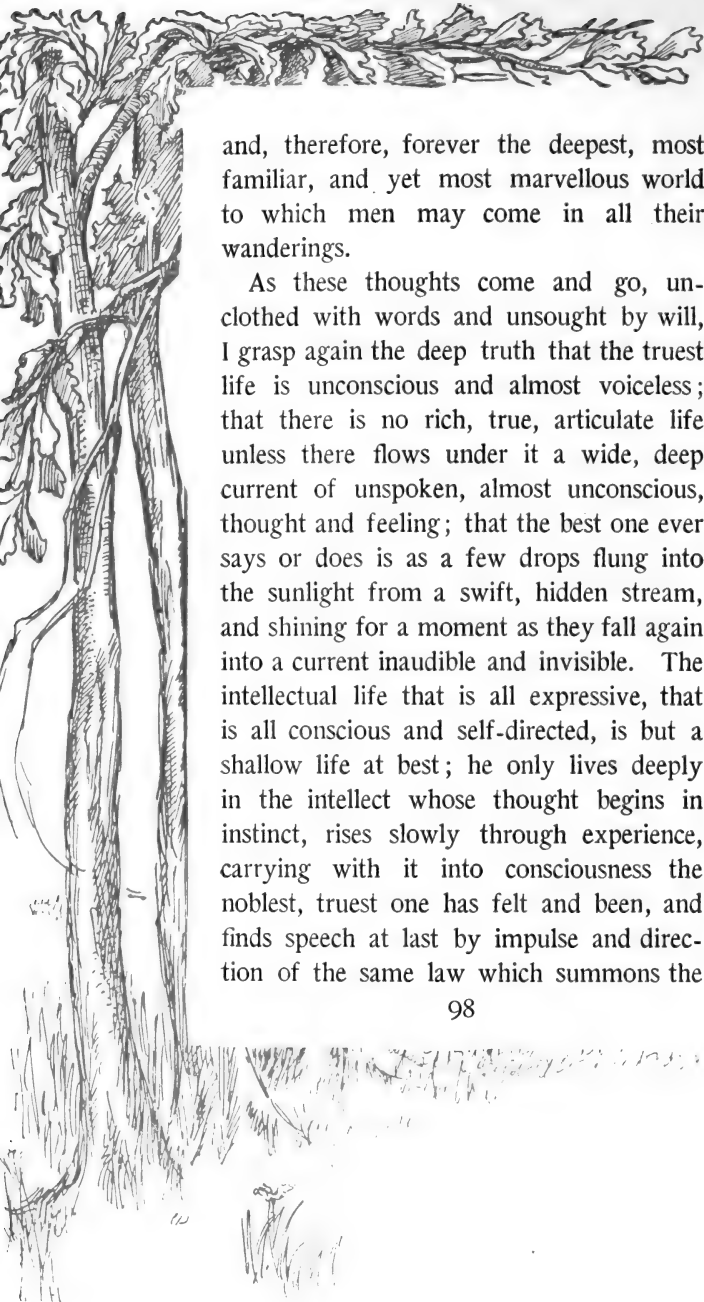 and, therefore, forever the deepest, most
familiar, and yet most marvellous world
to which men may come in all their
wanderings.
As these thoughts come and go, un-
clothed with words and unsought by will,
I grasp again the deep truth that the truest
life is unconscious and almost voiceless;
that there is no rich, true, articulate life
unless there flows under it a wide, deep
current of unspoken, almost unconscious,
thought and feeling; that the best one ever
says or does is as a few drops flung into
the sunlight from a swift, hidden stream,
and shining for a moment as they fall again
into a current inaudible and invisible. The
intellectual life that is all expressive, that
is all conscious and self-directed, is but a
shallow life at best; he only lives deeply
in the intellect whose thought begins in
instinct, rises slowly through experience,
carrying with it into consciousness the
noblest, truest one has felt and been, and
finds speech at last by impulse and direc-
tion of the same law which summons the
98